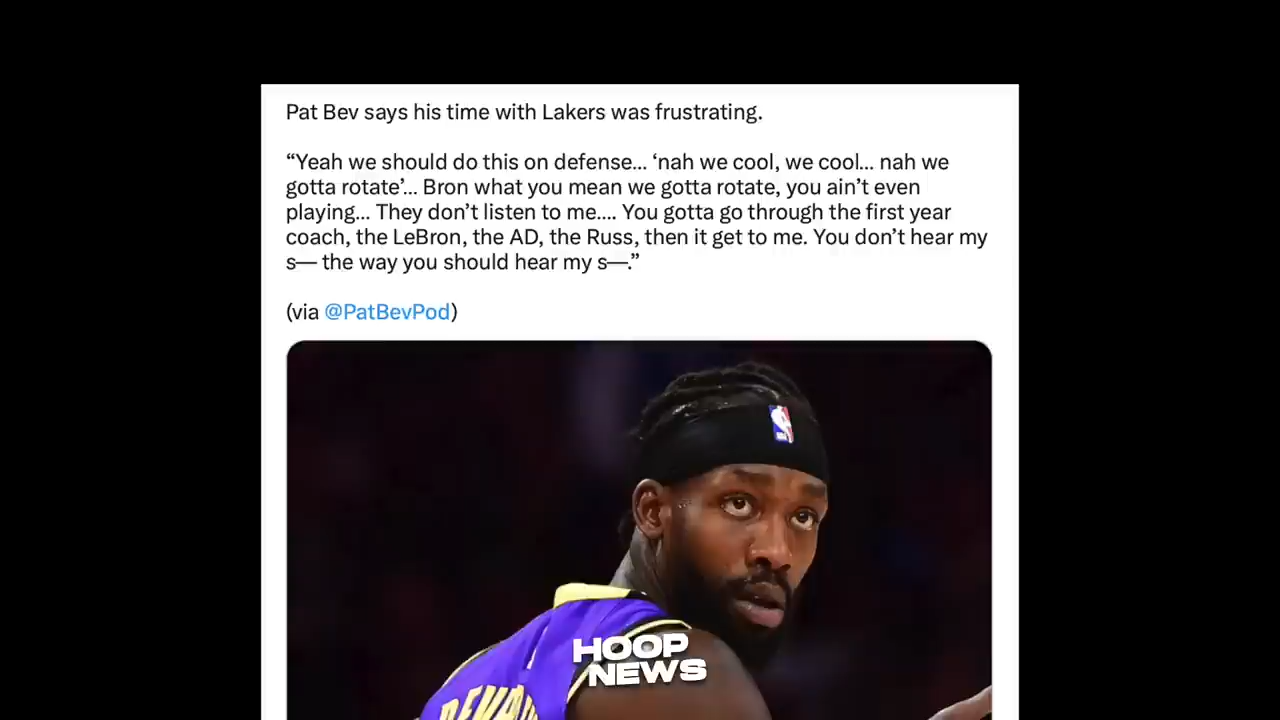 Pat Bev says his time with Lakers was frustrating.
“Yeah we should do this on defense... ‘nah we cool, we cool... nah we
gotta rotate’... Bron what you mean we gotta rotate, you ain’t even
playing... They don’t listen to me.... You gotta go through the first year
coach, the LeBron, the AD, the Russ, then it get to me. You don’t hear my
s— the way you should hear my s—.”
(via @PatBevPod)
HOOP
NEWS